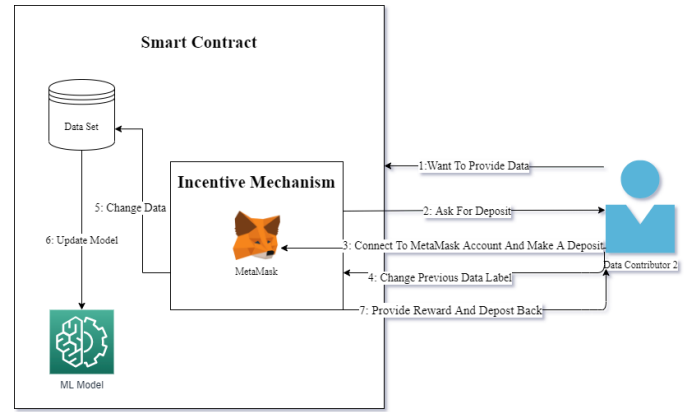 Smart Contract
Data Set
1:Want To Provide Data
Incentive Mechanism
5: Change Data
2: Ask For Deposit
6: Update Model
3: Connect To MetaMask Account And Make A Deposit
MetaMask
Data Contributor 2
4: Change Previous Data Label
7: Provide Reward And Depost Back
ML Model